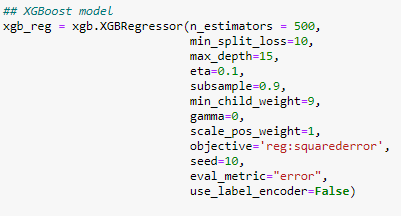 ## XGBoost model
xgb_reg = xgb.XGBRegressor(n_estimators = 500,
min_split_loss=10,
max_depth=15,
eta=0.1,
subsample=0.9,
min_child_weight=9,
gamma=0,
scale_pos_weight=1,
objective='reg:squarederror',
seed=10,
eval_metric="error",
use_label_encoder=False)